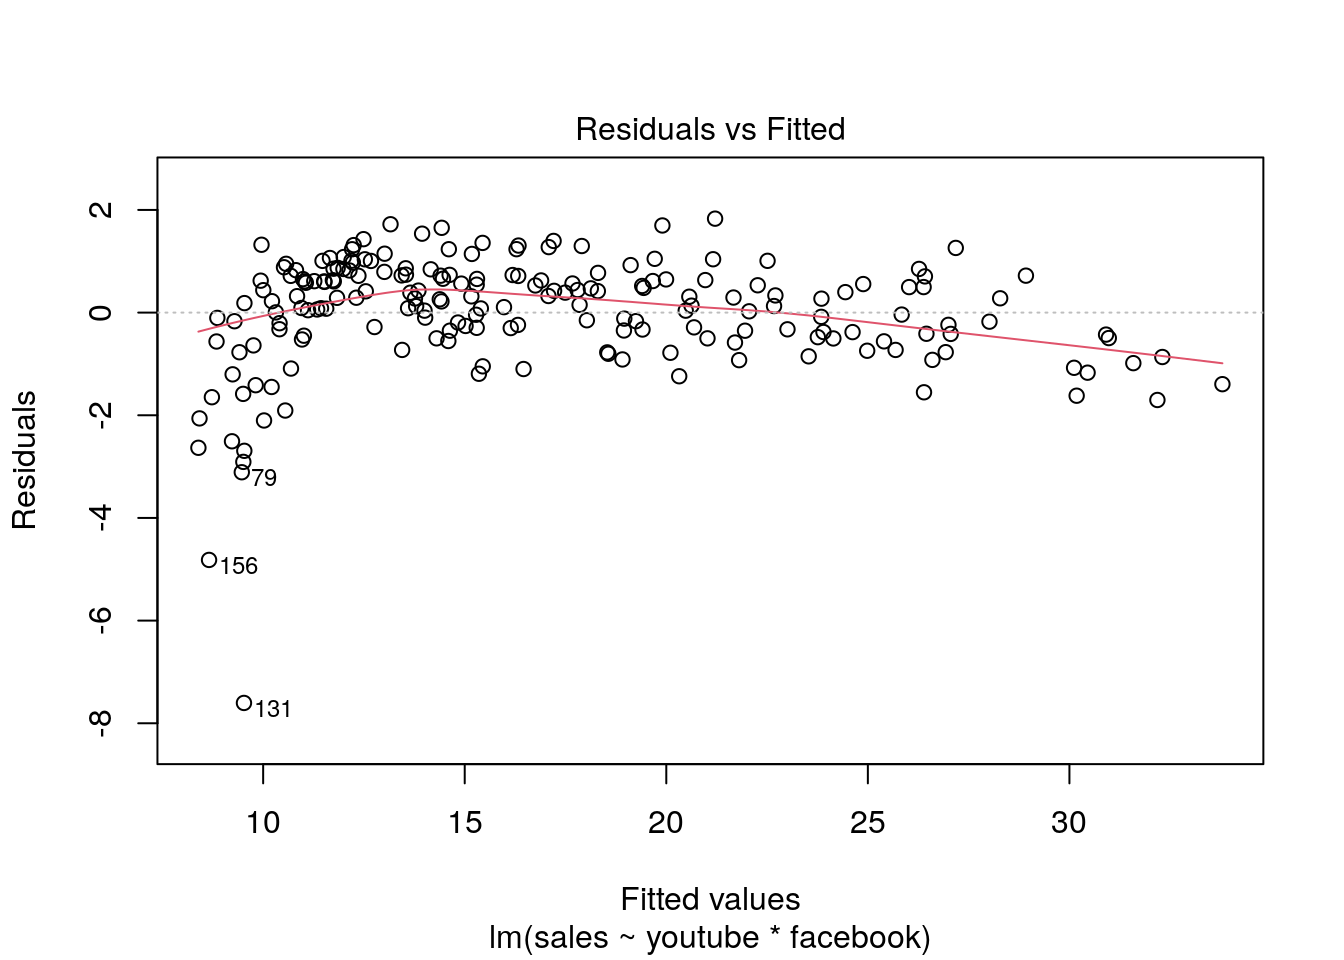 Residuals vs Fitted
Residuals
2
0
-2
-4
-6
-8
79
156
131
10 15 20 25 30
Fitted values
lm(sales ~ youtube * facebook)